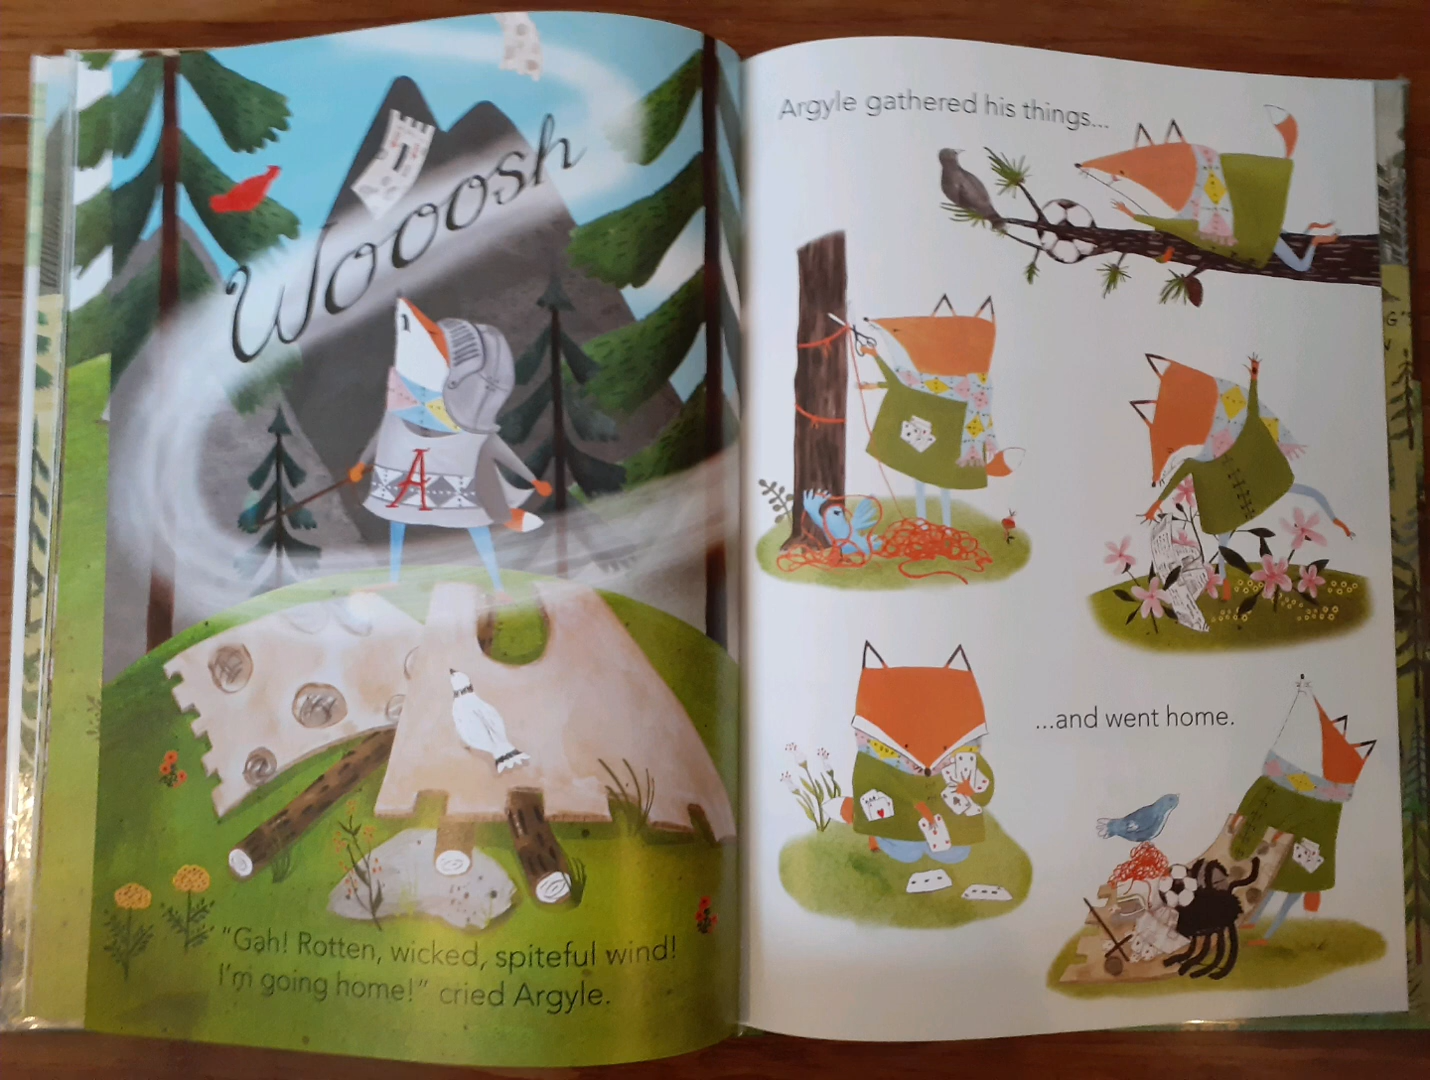 Wooosh
A
"Gah! Rotten, wicked, spiteful wind!
I'm going home!" cried Argyle.
Argyle gathered his things...
...and went home.